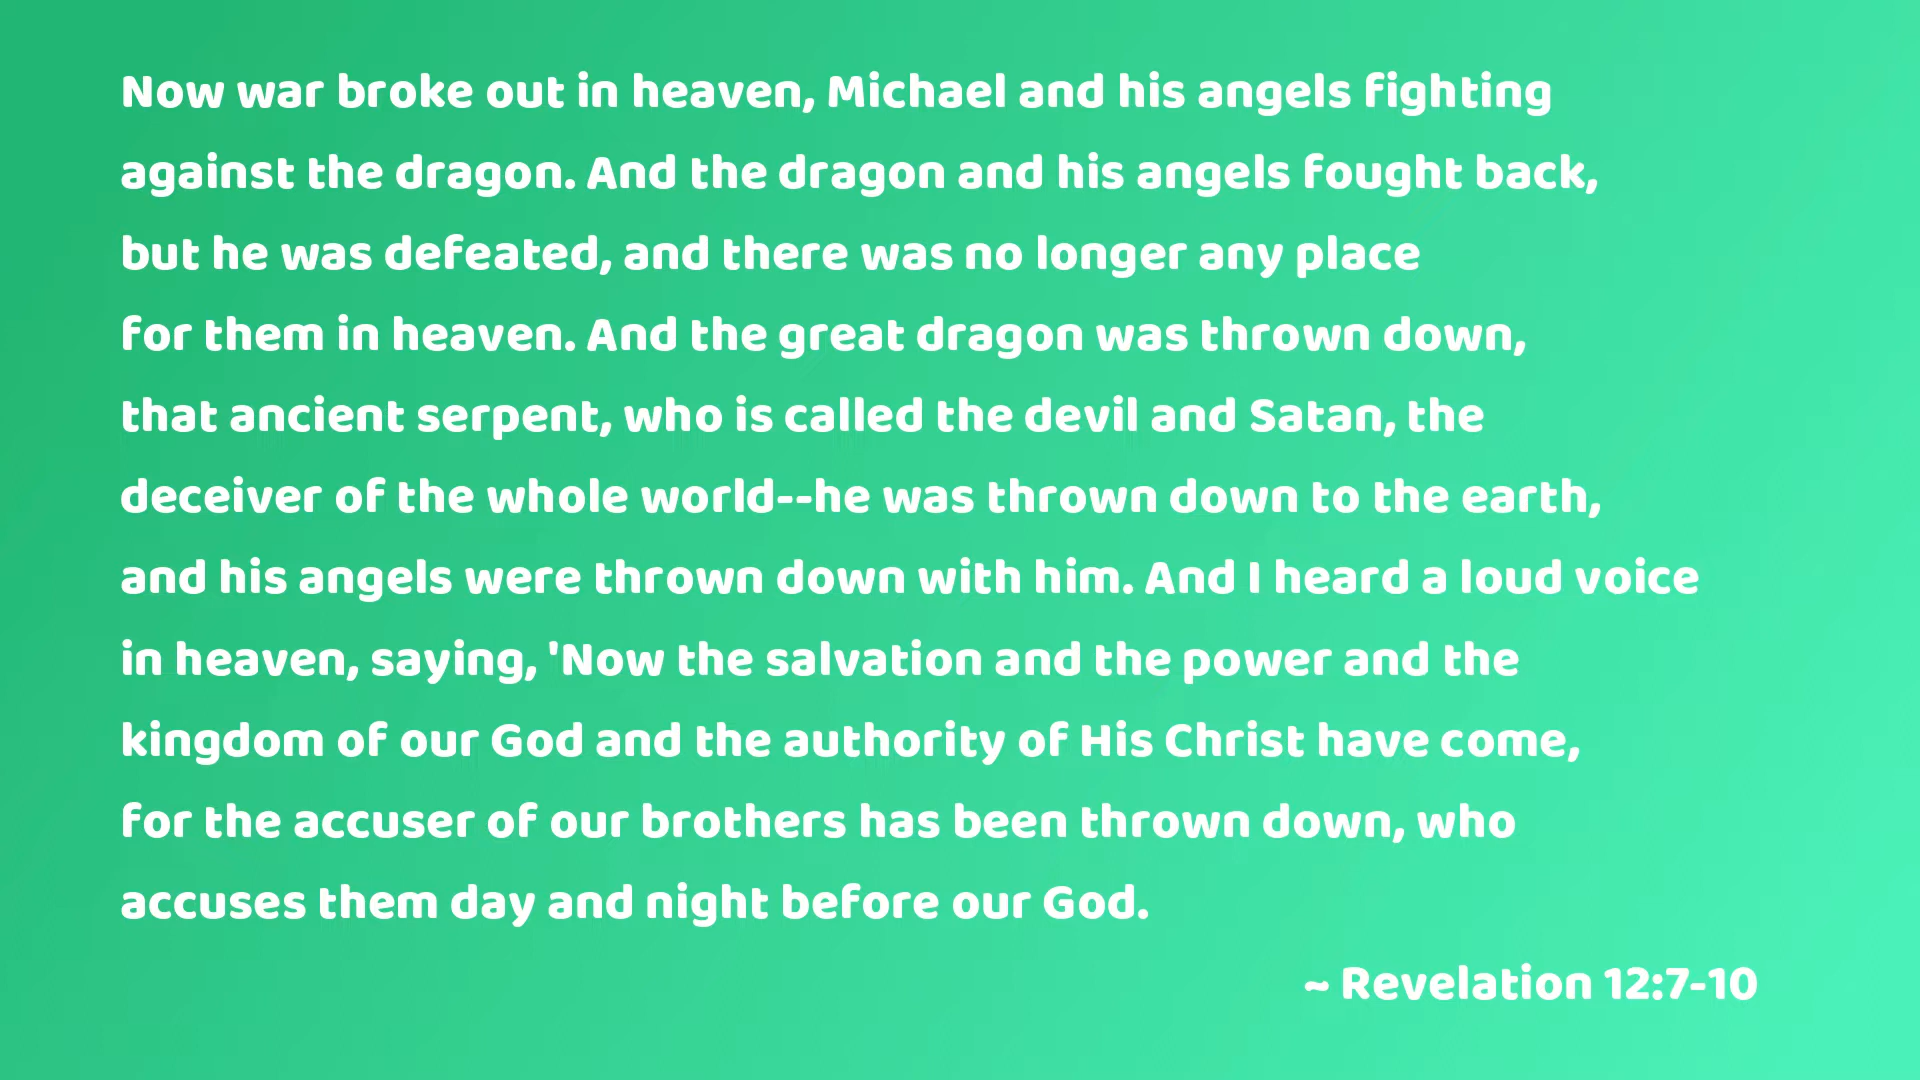 Now war broke out in heaven, Michael and his angels fighting
against the dragon. And the dragon and his angels fought back,
but he was defeated, and there was no longer any place
for them in heaven. And the great dragon was thrown down,
that ancient serpent, who is called the devil and Satan, the
deceiver of the whole world--he was thrown down to the earth,
and his angels were thrown down with him. And I heard a loud voice
in heaven, saying, 'Now the salvation and the power and the
kingdom of our God and the authority of His Christ have come,
for the accuser of our brothers has been thrown down, who
accuses them day and night before our God.
~ Revelation 12:7-10